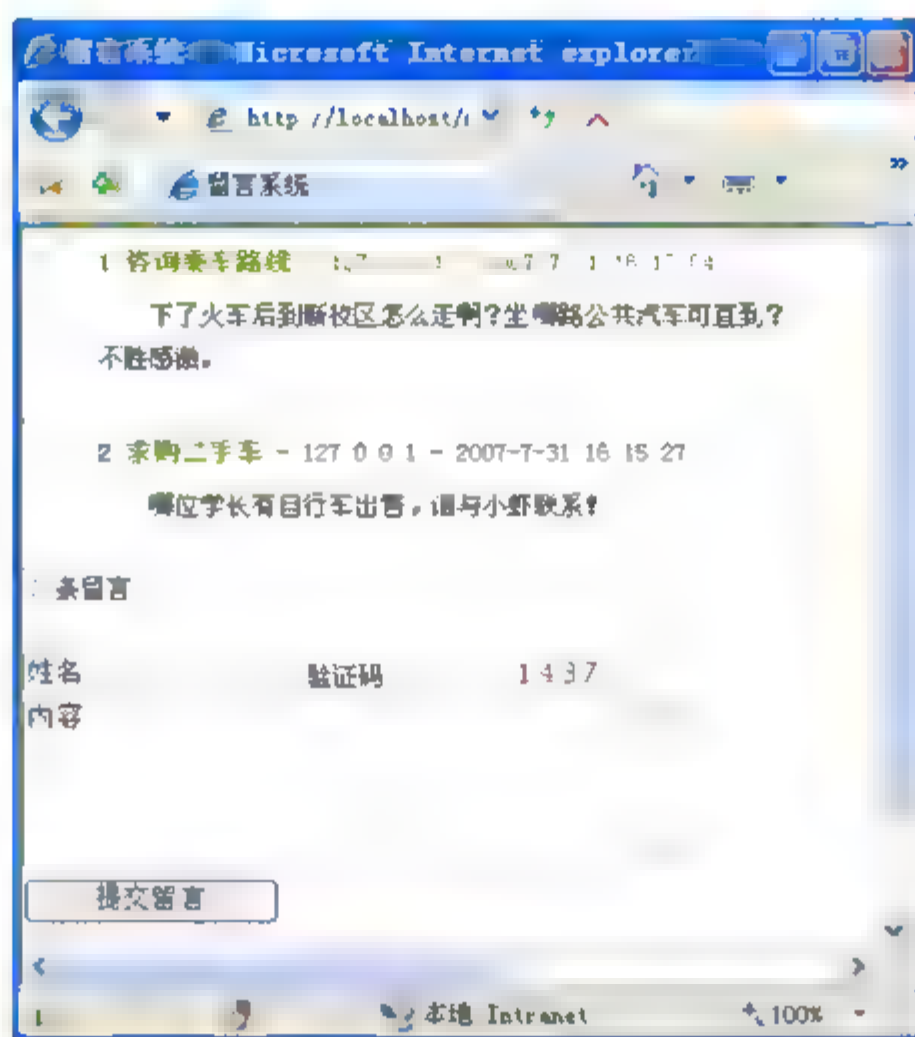 留言系统 Microsoft Internet explorer
http //localhost/
留言系统
1 咨询乘车路线
下了火车后到新校区怎么走啊?坐哪路公共汽车可直到?
不胜感激。
2 求购二手车 - 127 0 0 1 - 2007-7-31 16 15 27
哪位学长有自行车出售,请与小虾联系!
条留言
姓名 验证码 1437
内容
提交留言
本地 Intranet 100%